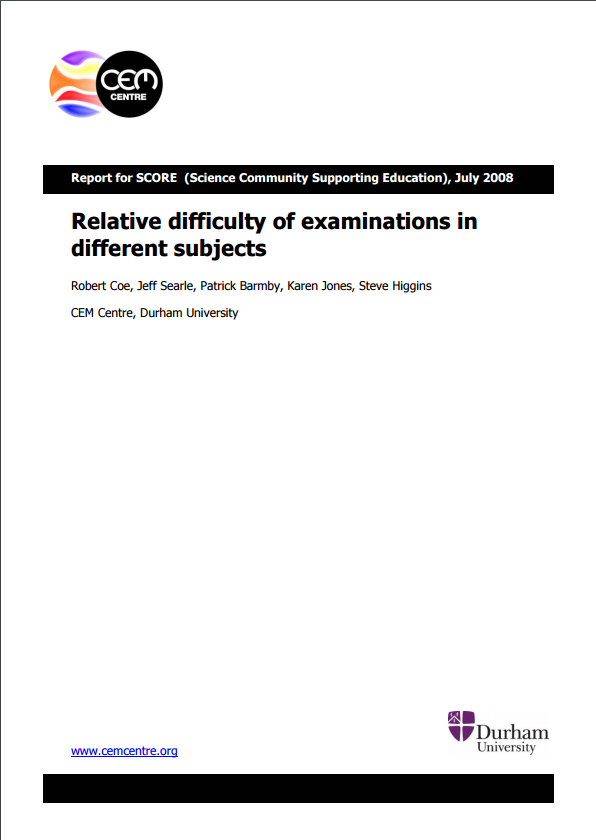 CEM
CENTRE
Report for SCORE (Science Community Supporting Education), July 2008
Relative difficulty of examinations in
different subjects
Robert Coe, Jeff Searle, Patrick Barmby, Karen Jones, Steve Higgins
CEM Centre, Durham University
www.cemcentre.org
Durham
University